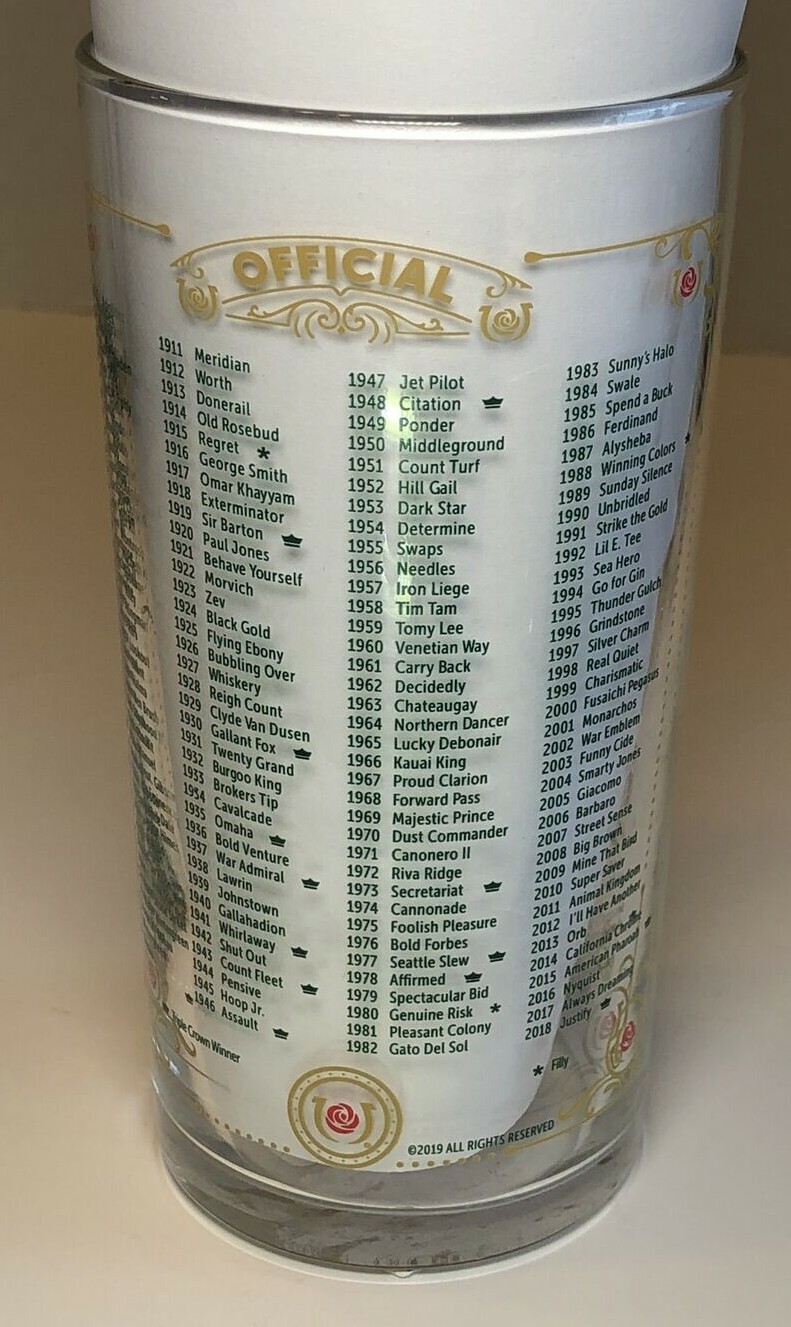 OFFICIAL
1911 Meridian
1912 Worth
1913 Donerail
1914 Old Rosebud
1915 Regret *
1916 George Smith
1917 Omar Khayyam
1918 Exterminator
1919 Sir Barton
1920 Paul Jones
1921 Behave Yourself
1922 Morvich
1923 Zev
1924 Black Gold
1925 Flying Ebony
1926 Bubbling Over
1927 Whiskery
1928 Reigh Count
1929 Clyde Van Dusen
1930 Gallant Fox
1931 Twenty Grand
1932 Burgoo King
1933 Brokers Tip
1934 Cavalcade
1935 Omaha
1936 Bold Venture
1937 War Admiral
1938 Lawrin
1939 Johnstown
1940 Gallahadion
1941 Whirlaway
1942 Shut Out
1943 Count Fleet
1944 Pensive
1945 Hoop Jr.
1946 Assault
Triple Crown Winner
1947 Jet Pilot
1948 Citation
1949 Ponder
1950 Middleground
1951 Count Turf
1952 Hill Gail
1953 Dark Star
1954 Determine
1955 Swaps
1956 Needles
1957 Iron Liege
1958 Tim Tam
1959 Tomy Lee
1960 Venetian Way
1961 Carry Back
1962 Decidedly
1963 Chateaugay
1964 Northern Dancer
1965 Lucky Debonair
1966 Kauai King
1967 Proud Clarion
1968 Forward Pass
1969 Majestic Prince
1970 Dust Commander
1971 Canonero II
1972 Riva Ridge
1973 Secretariat
1974 Cannonade
1975 Foolish Pleasure
1976 Bold Forbes
1977 Seattle Slew
1978 Affirmed
1979 Spectacular Bid
1980 Genuine Risk *
1981 Pleasant Colony
1982 Gato Del Sol
1983 Sunny's Halo
1984 Swale
1985 Spend a Buck
1986 Ferdinand
1987 Alysheba
1988 Winning Colors *
1989 Sunday Silence
1990 Unbridled
1991 Strike the Gold
1992 Lil E. Tee
1993 Sea Hero
1994 Go for Gin
1995 Thunder Gulch
1996 Grindstone
1997 Silver Charm
1998 Real Quiet
1999 Charismatic
2000 Fusaichi Pegasus
2001 Monarchos
2002 War Emblem
2003 Funny Cide
2004 Smarty Jones
2005 Giacomo
2006 Barbaro
2007 Street Sense
2008 Big Brown
2009 Mine That Bird
2010 Super Saver
2011 Animal Kingdom
2012 I'll Have Another
2013 Orb
2014 California Chrome
2015 American Pharoah
2016 Nyquist
2017 Always Dreaming
2018 Justify
* Filly
©2019 ALL RIGHTS RESERVED